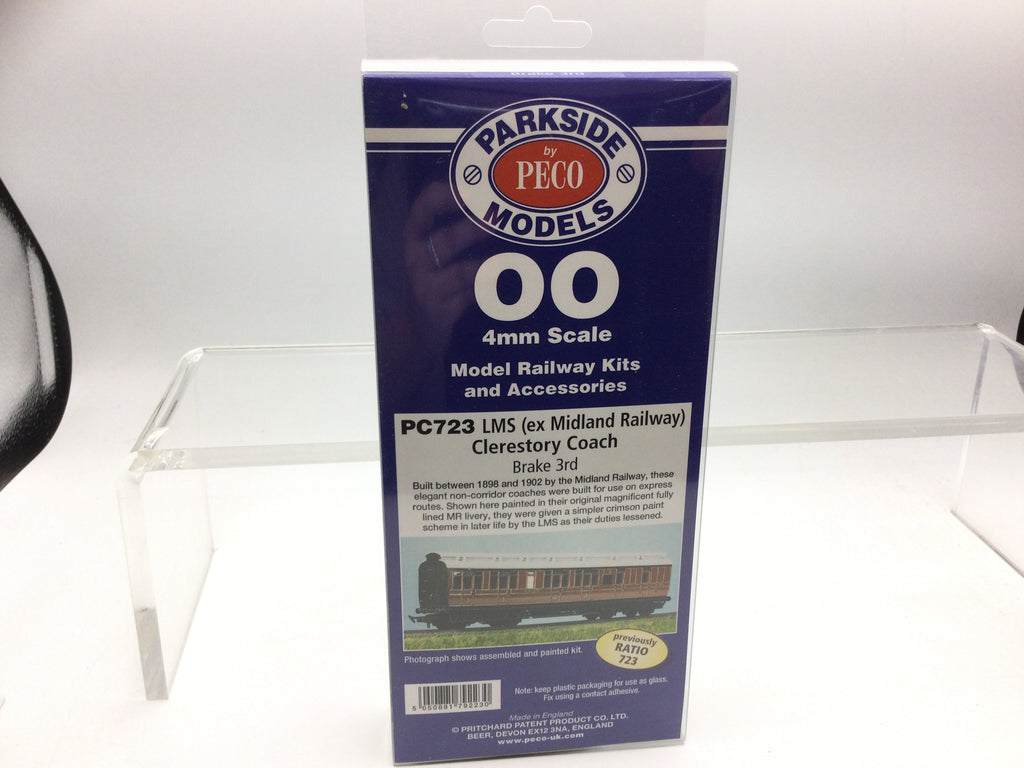 Brake 3rd
PARKSIDE
by
PECO
MODELS
OO
4mm Scale
Model Railway Kits
and Accessories
PC723 LMS (ex Midland Railway)
Clerestory Coach
Brake 3rd
Built between 1898 and 1902 by the Midland Railway, these
elegant non-corridor coaches were built for use on express
routes. Shown here painted in their original magnificent fully
lined MR livery, they were given a simpler crimson paint
scheme in later life by the LMS as their duties lessened.
previously
RATIO
723
Photograph shows assembled and painted kit.
Note: keep plastic packaging for use as glass.
Fix using a contact adhesive.
5 050881 792230
Made in England
© PRITCHARD PATENT PRODUCT CO. LTD.
BEER, DEVON EX12 3NA, ENGLAND
www.peco-uk.com